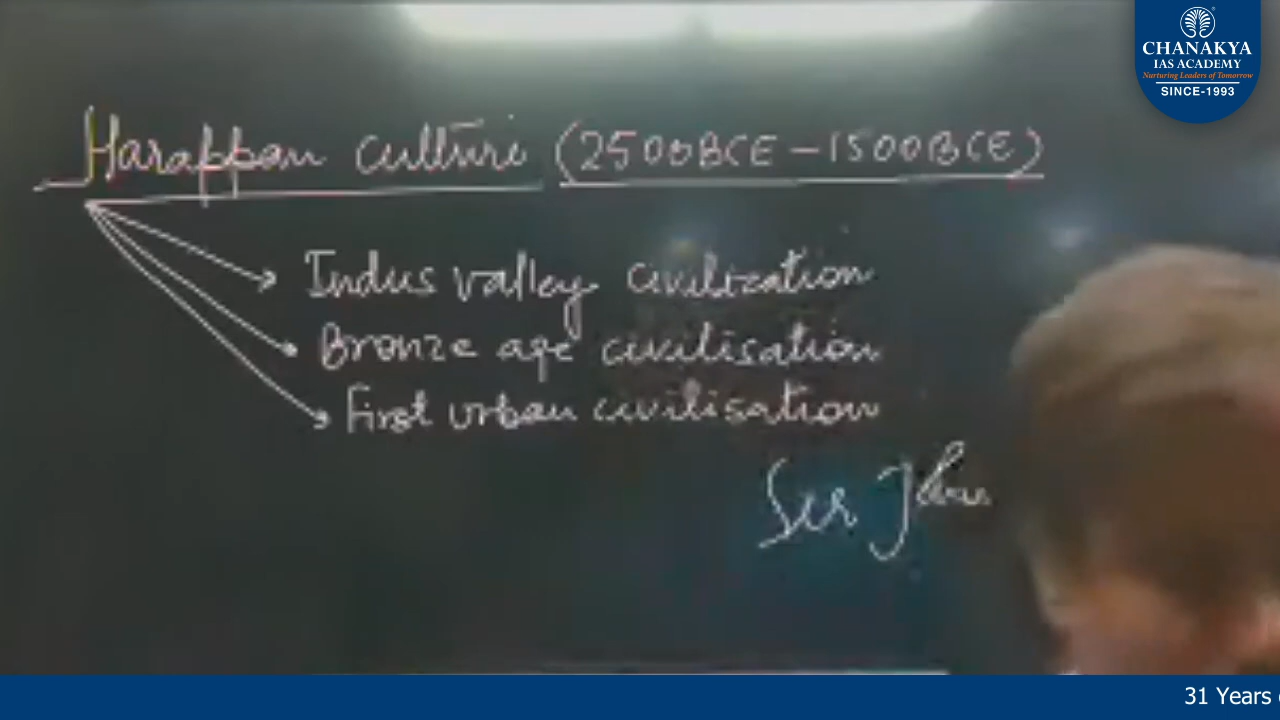 CHANAKYA
IAS ACADEMY
Nurturing Leaders of Tomorrow
SINCE-1993
Harappan culture (2500BCE - 1500BCE)
Indus valley civilization
Bronze age civilisation
First urban civilisation
Sir
31 Years